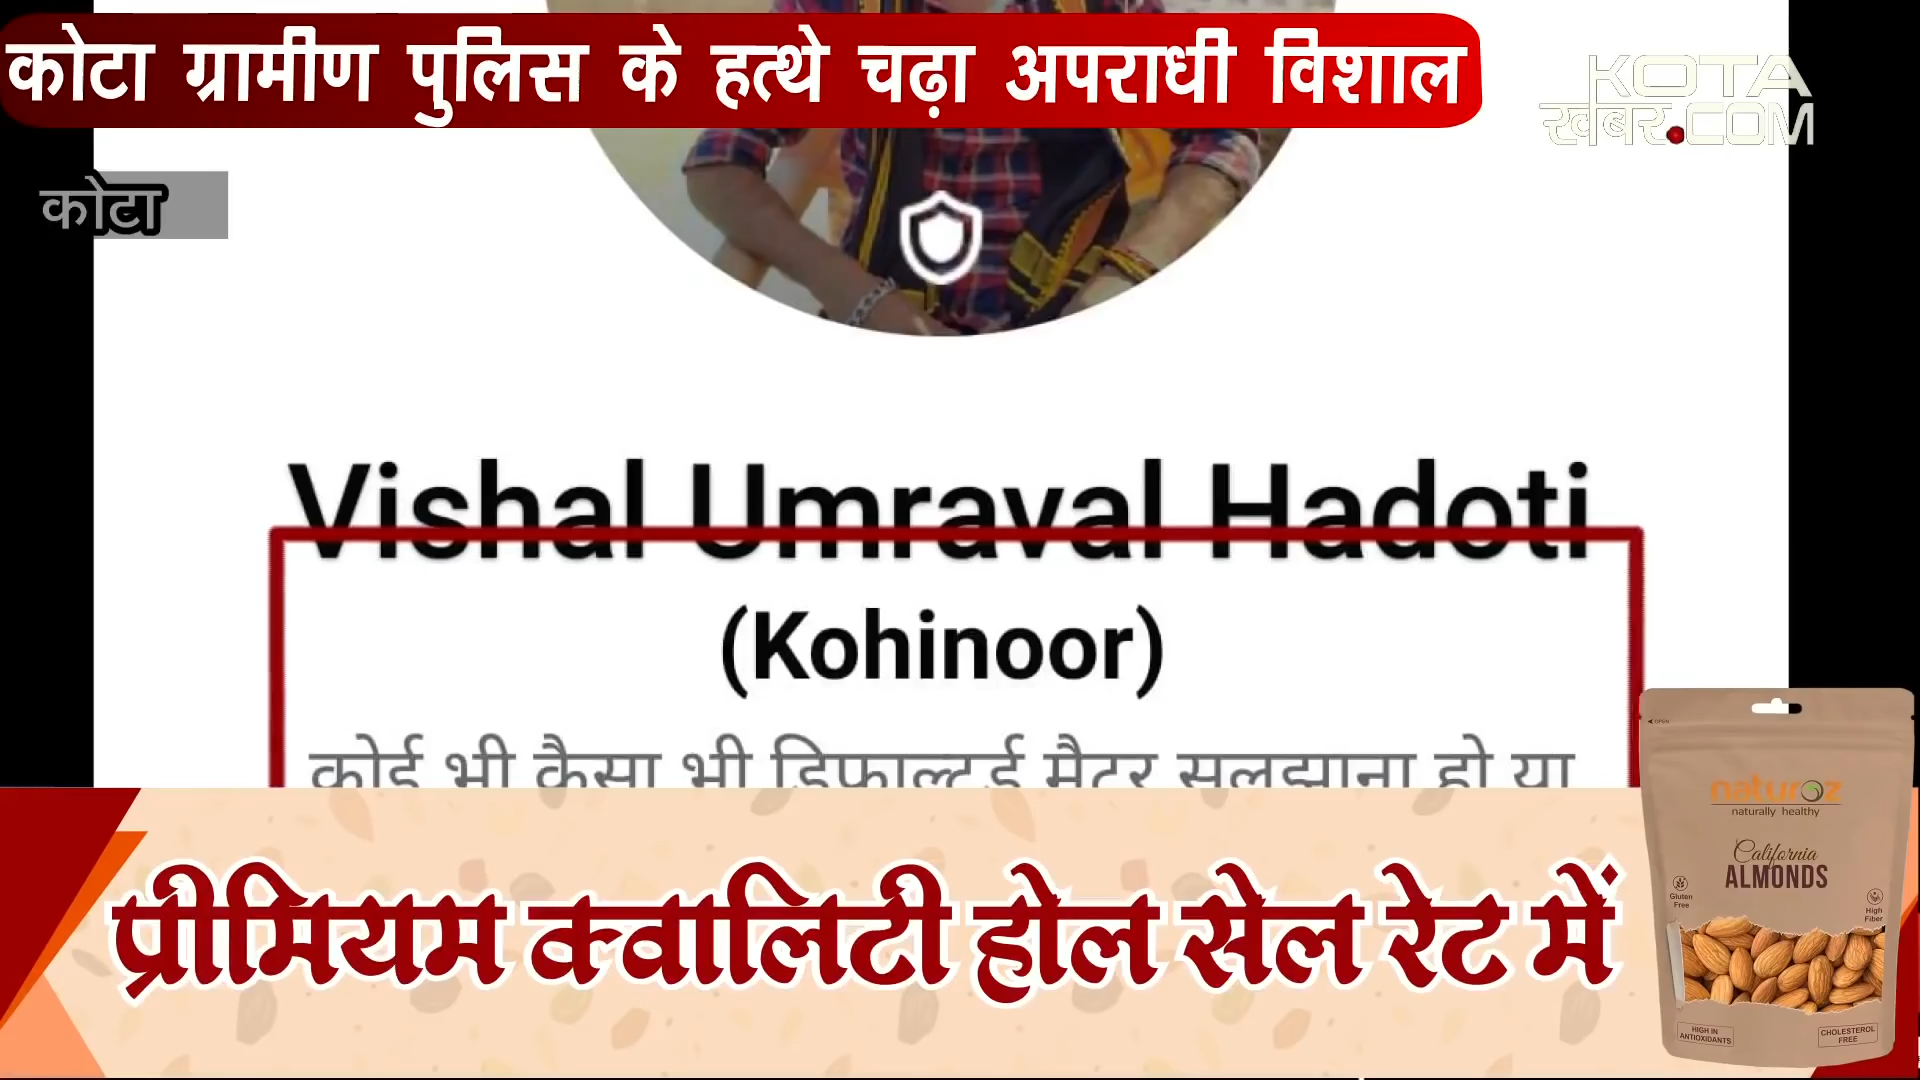 कोटा ग्रामीण पुलिस के हत्थे चढ़ा अपराधी विशाल
KOTA
खबर.COM
कोटा
Vishal Umraval Hadoti
(Kohinoor)
कोई भी कैसा भी डिफाल्टर्ड मैटर सुलझाना हो या
प्रीमियम क्वालिटी होल सेल रेट में
OPEN
naturoz
naturally healthy
California
ALMONDS
Gluten
Free
High
Fiber
HIGH IN
ANTIOXIDANTS
CHOLESTEROL
FREE